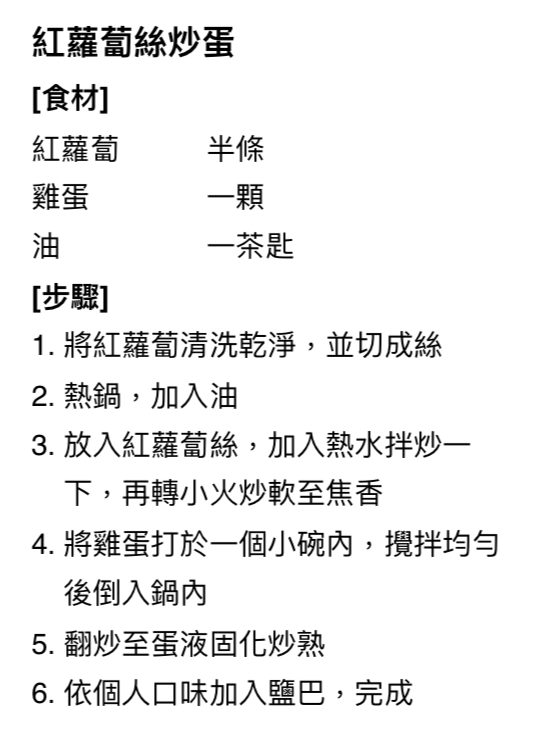 紅蘿蔔絲炒蛋
[食材]
紅蘿蔔 半條
雞蛋 一顆
油 一茶匙
[步驟]
1. 將紅蘿蔔清洗乾淨，並切成絲
2. 熱鍋，加入油
3. 放入紅蘿蔔絲，加入熱水拌炒一
下，再轉小火炒軟至焦香
4. 將雞蛋打於一個小碗內，攪拌均勻
後倒入鍋內
5. 翻炒至蛋液固化炒熟
6. 依個人口味加入鹽巴，完成